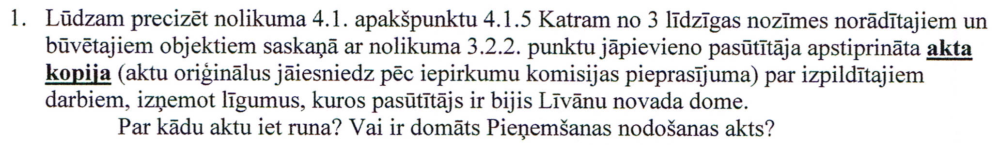 1. Lūdzam precizēt nolikuma 4.1. apakšpunktu 4.1.5 Katram no 3 līdzīgas nozīmes norādītajiem un
būvētajiem objektiem saskaņā ar nolikuma 3.2.2. punktu jāpievieno pasūtītāja apstiprināta akta
kopija (aktu oriģinālus jāiesniedz pēc iepirkumu komisijas pieprasījuma) par izpildītajiem
darbiem, izņemot līgumus, kuros pasūtītājs ir bijis Līvānu novada dome.
Par kādu aktu iet runa? Vai ir domāts Pieņemšanas nodošanas akts?